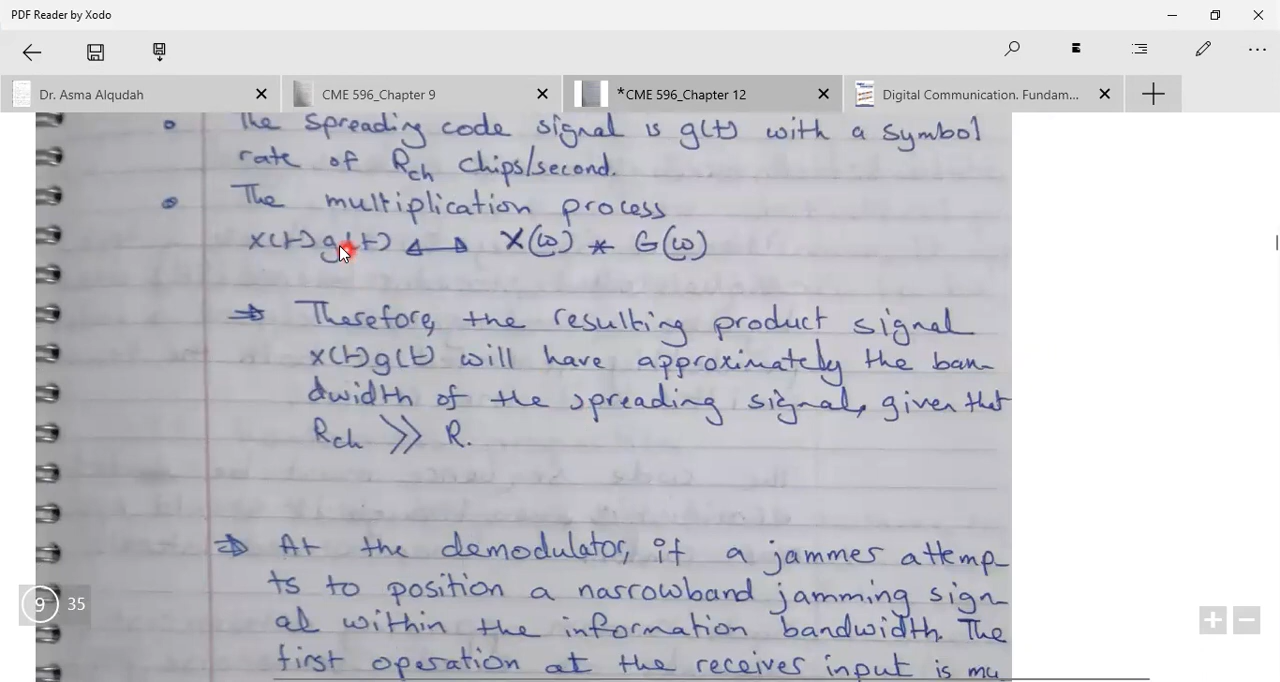 PDF Reader by Xodo
Dr. Asma Alqudah
CME 596_Chapter 9
*CME 596_Chapter 12
Digital Communication. Fundam...
The spreading code signal is g(t) with a symbol
rate of Rch chips/second.
The multiplication process
x(t)g(t) ↔ X(ω) * G(ω)
⇒ Therefore, the resulting product signal
x(t)g(t) will have approximately the ban-
dwidth of the spreading signal, given that
Rch >> R.
⇒ At the demodulator, if a jammer attemp-
ts to position a narrowband jamming sign-
al within the information bandwidth. The
first operation at the receives input is mu
9 35